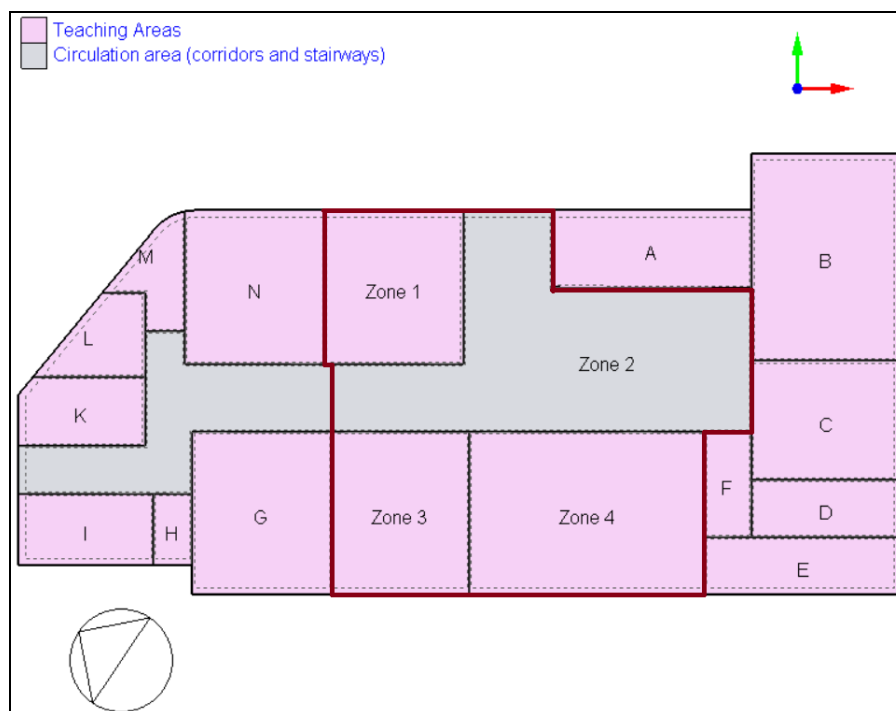 Teaching Areas
Circulation area (corridors and stairways)
A
B
M
N
Zone 1
L
Zone 2
K
C
F
D
G
Zone 3
Zone 4
I
H
E